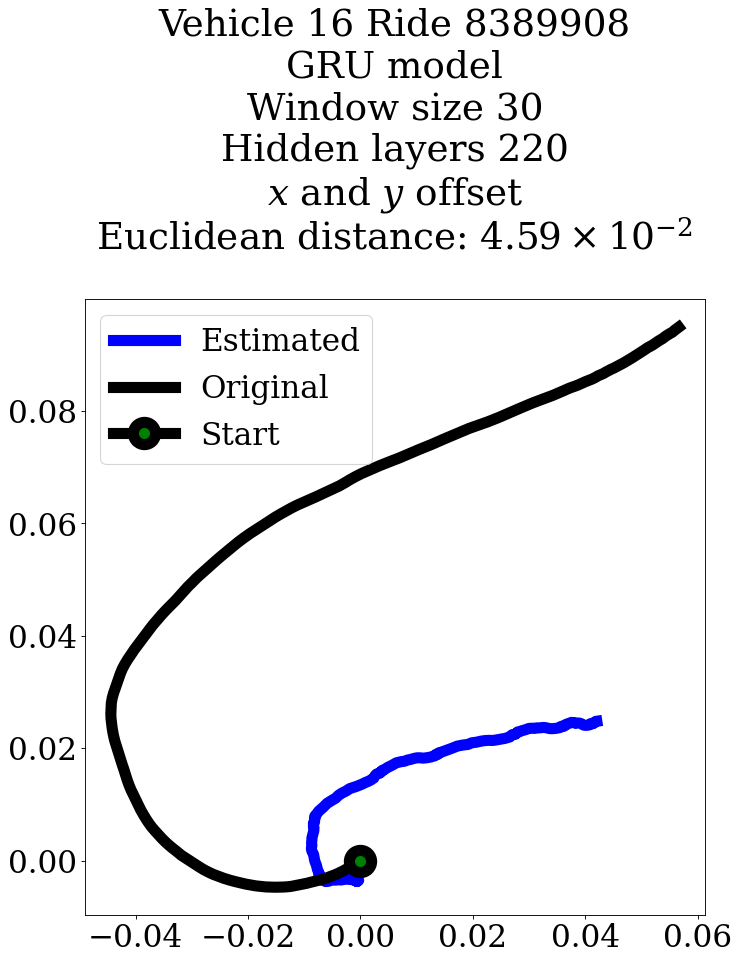 Vehicle 16 Ride 8389908
GRU model
Window size 30
Hidden layers 220
x and y offset
Euclidean distance: 4.59 × 10⁻²
Estimated
Original
Start
0.08
0.06
0.04
0.02
0.00
−0.04 −0.02 0.00 0.02 0.04 0.06